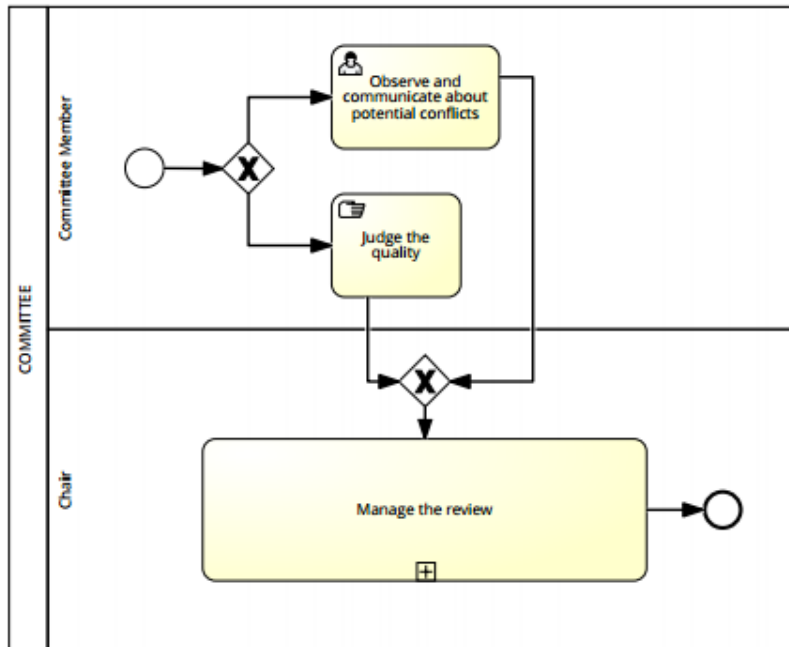 COMMITTEE
Committee Member
Observe and
communicate about
potential conflicts
Judge the
quality
Chair
Manage the review